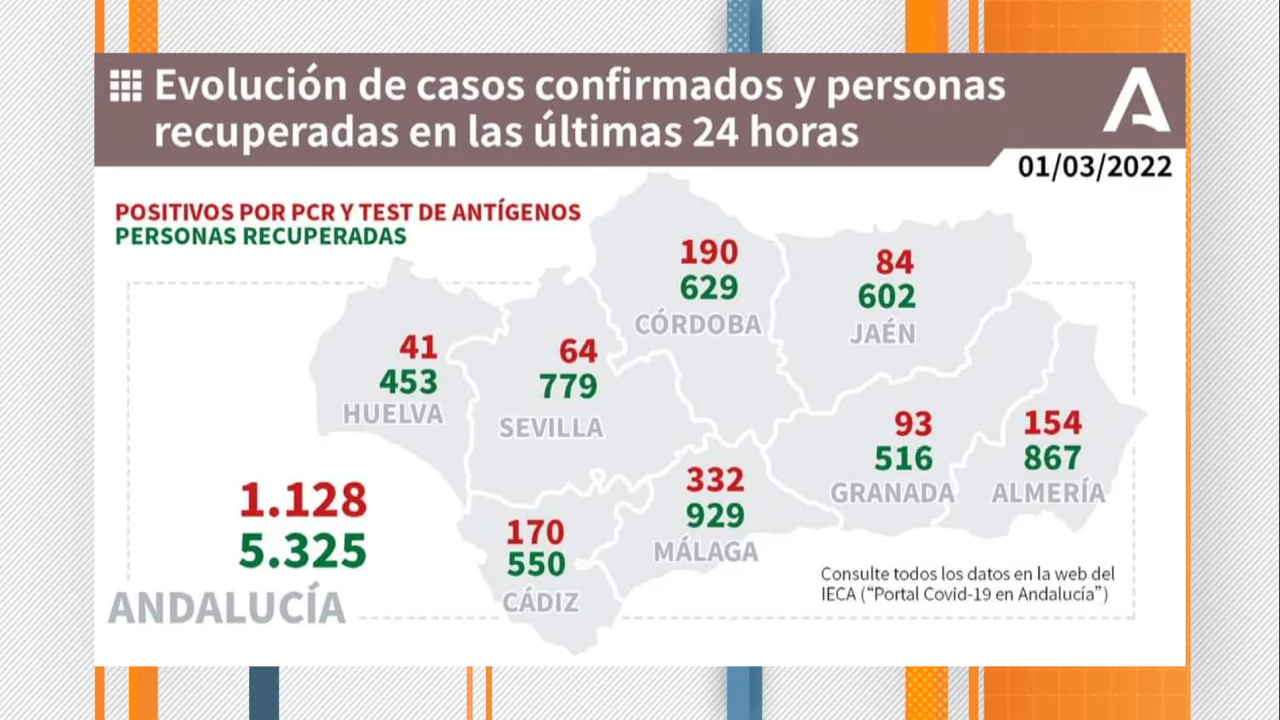 Evolución de casos confirmados y personas
recuperadas en las últimas 24 horas
01/03/2022
POSITIVOS POR PCR Y TEST DE ANTÍGENOS
PERSONAS RECUPERADAS
190
629
CÓRDOBA
84
602
JAÉN
41
453
HUELVA
64
779
SEVILLA
93
516
GRANADA
154
867
ALMERÍA
332
929
MÁLAGA
170
550
CÁDIZ
1.128
5.325
ANDALUCÍA
Consulte todos los datos en la web del
IECA (“Portal Covid-19 en Andalucía”)